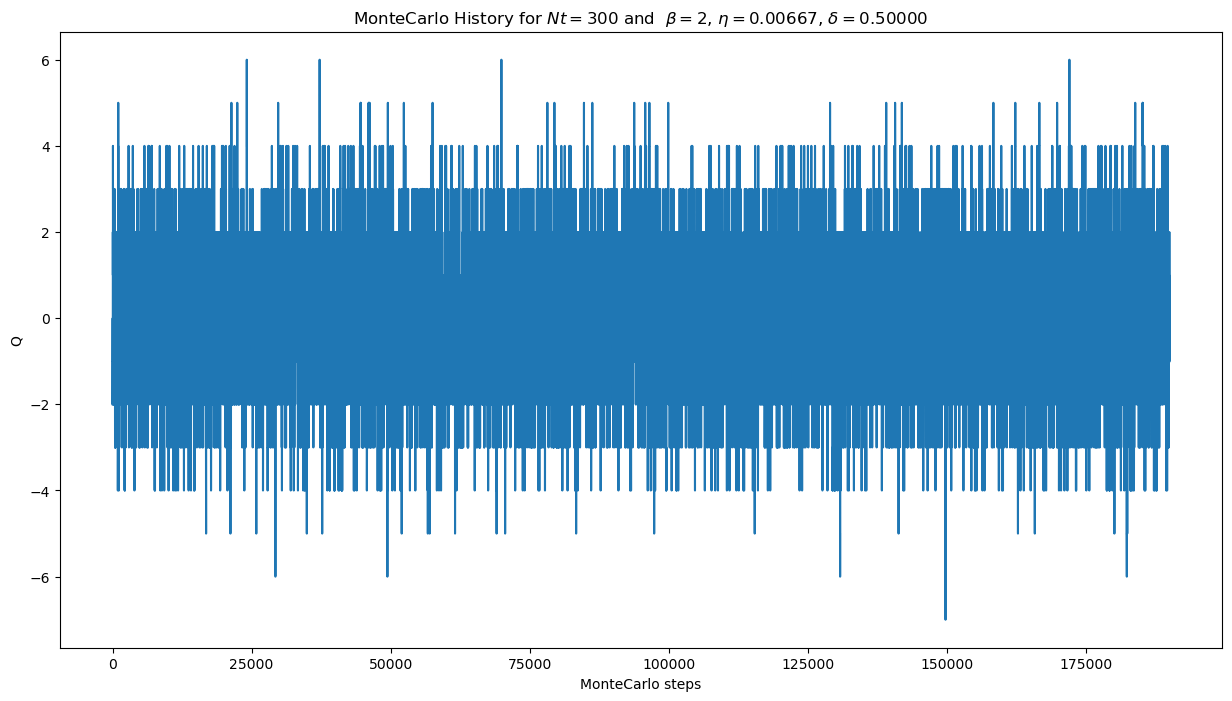 MonteCarlo History for Nt = 300 and β = 2, η = 0.00667, δ = 0.50000
6
4
2
0
−2
−4
−6
Q
0 25000 50000 75000 100000 125000 150000 175000
MonteCarlo steps